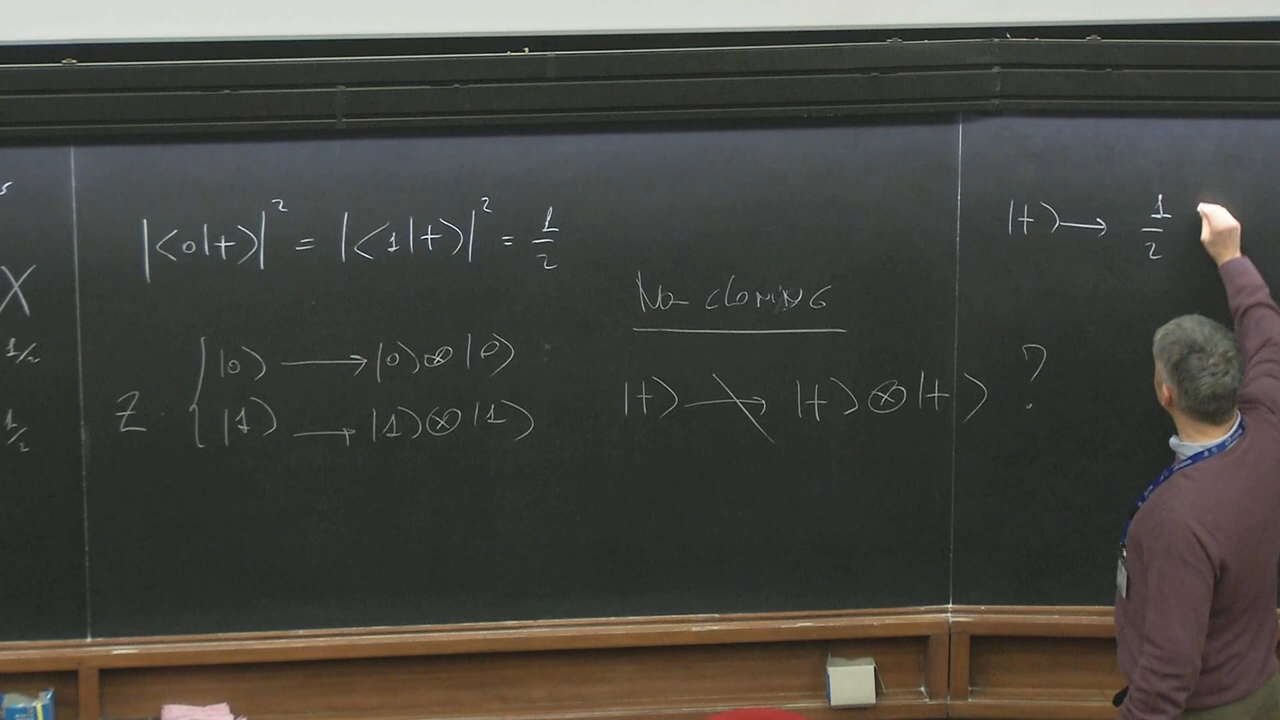 s
X
1/2
1/2
|<0|+>|² = |<1|+>|² = 1/2
Z { |0> ⟶ |0>⊗|0>
|1> ⟶ |1>⊗|1>
NO CLONING
|+> ↛ |+>⊗|+> ?
|+> ⟶ 1/2